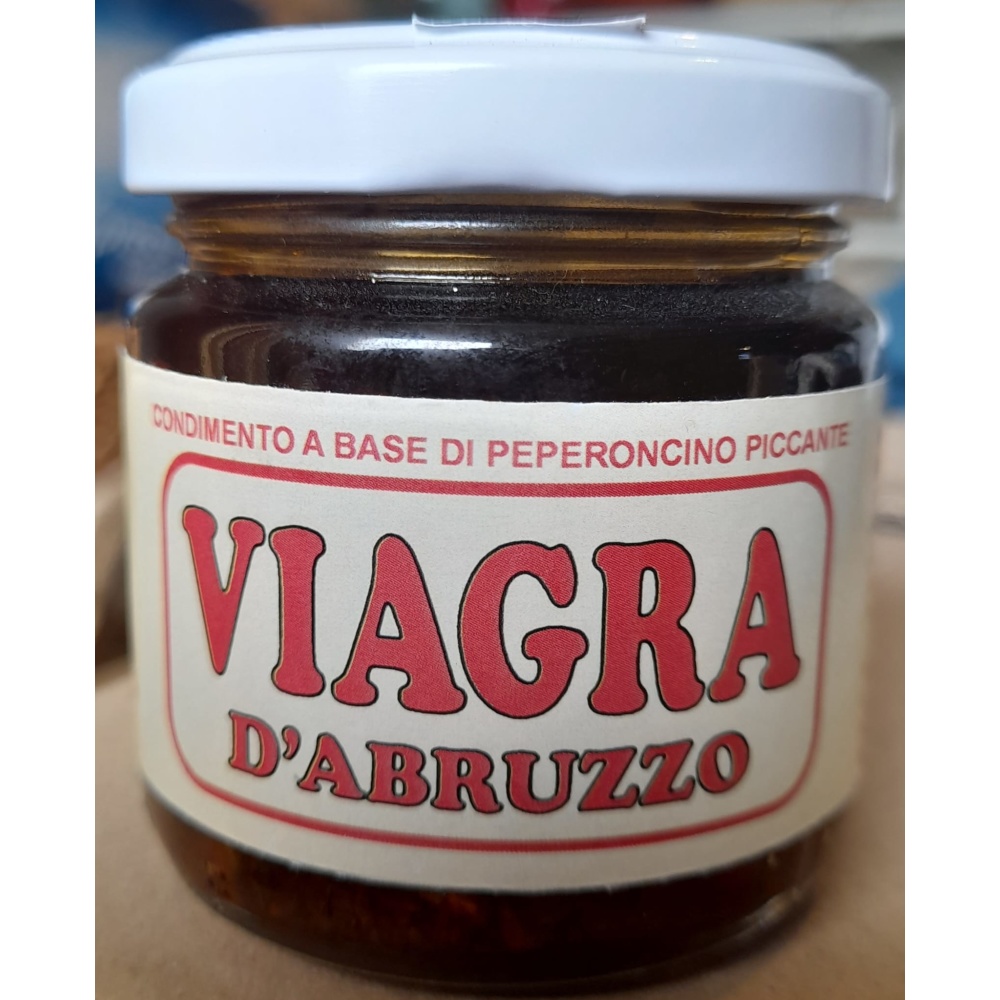 CONDIMENTO A BASE DI PEPERONCINO PICCANTE
VIAGRA
D'ABRUZZO